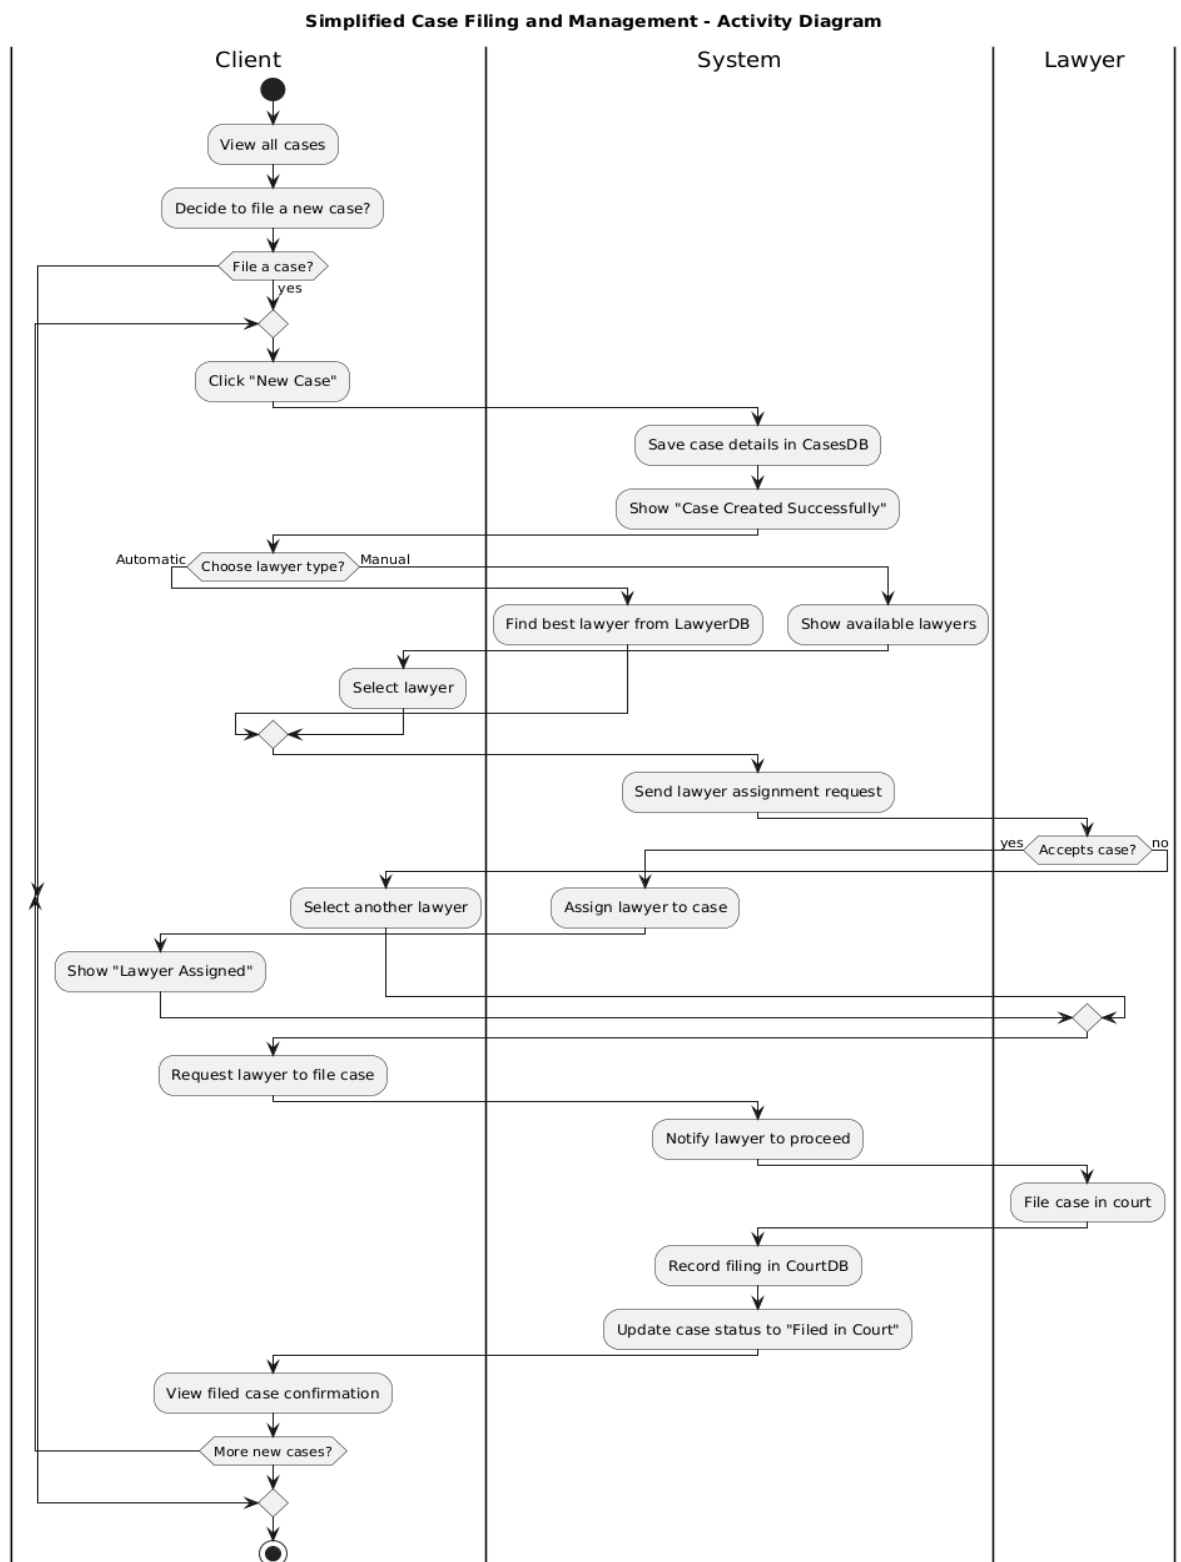 Simplified Case Filing and Management - Activity Diagram
Client
System
Lawyer
View all cases
Decide to file a new case?
File a case?
yes
Click "New Case"
Save case details in CasesDB
Show "Case Created Successfully"
Automatic
Choose lawyer type?
Manual
Find best lawyer from LawyerDB
Show available lawyers
Select lawyer
Send lawyer assignment request
yes
Accepts case?
no
Select another lawyer
Assign lawyer to case
Show "Lawyer Assigned"
Request lawyer to file case
Notify lawyer to proceed
File case in court
Record filing in CourtDB
Update case status to "Filed in Court"
View filed case confirmation
More new cases?